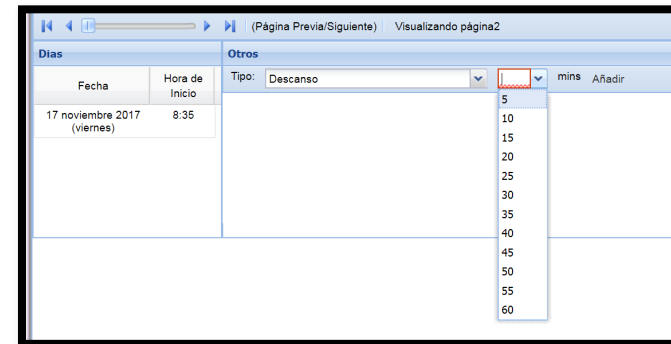 (Página Previa/Siguiente) Visualizando página2
Dias
Otros
Fecha
Hora de
Inicio
Tipo: Descanso mins Añadir
17 noviembre 2017
(viernes)
8:35
5
10
15
20
25
30
35
40
45
50
55
60